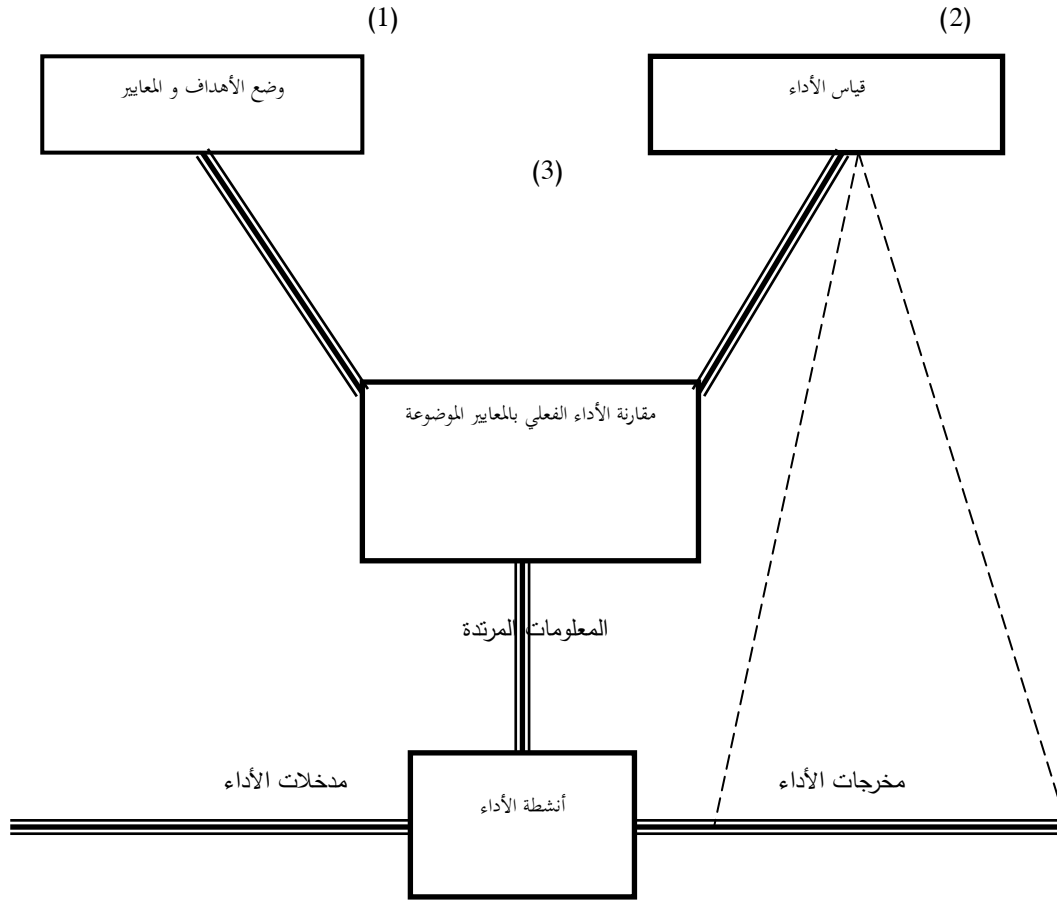 (1)
(2)
وضع الأهداف و المعايير
قياس الأداء
(3)
مقارنة الأداء الفعلي بالمعايير الموضوعة
المعلومات المرتدة
مخرجات الأداء
مدخلات الأداء
أنشطة الأداء